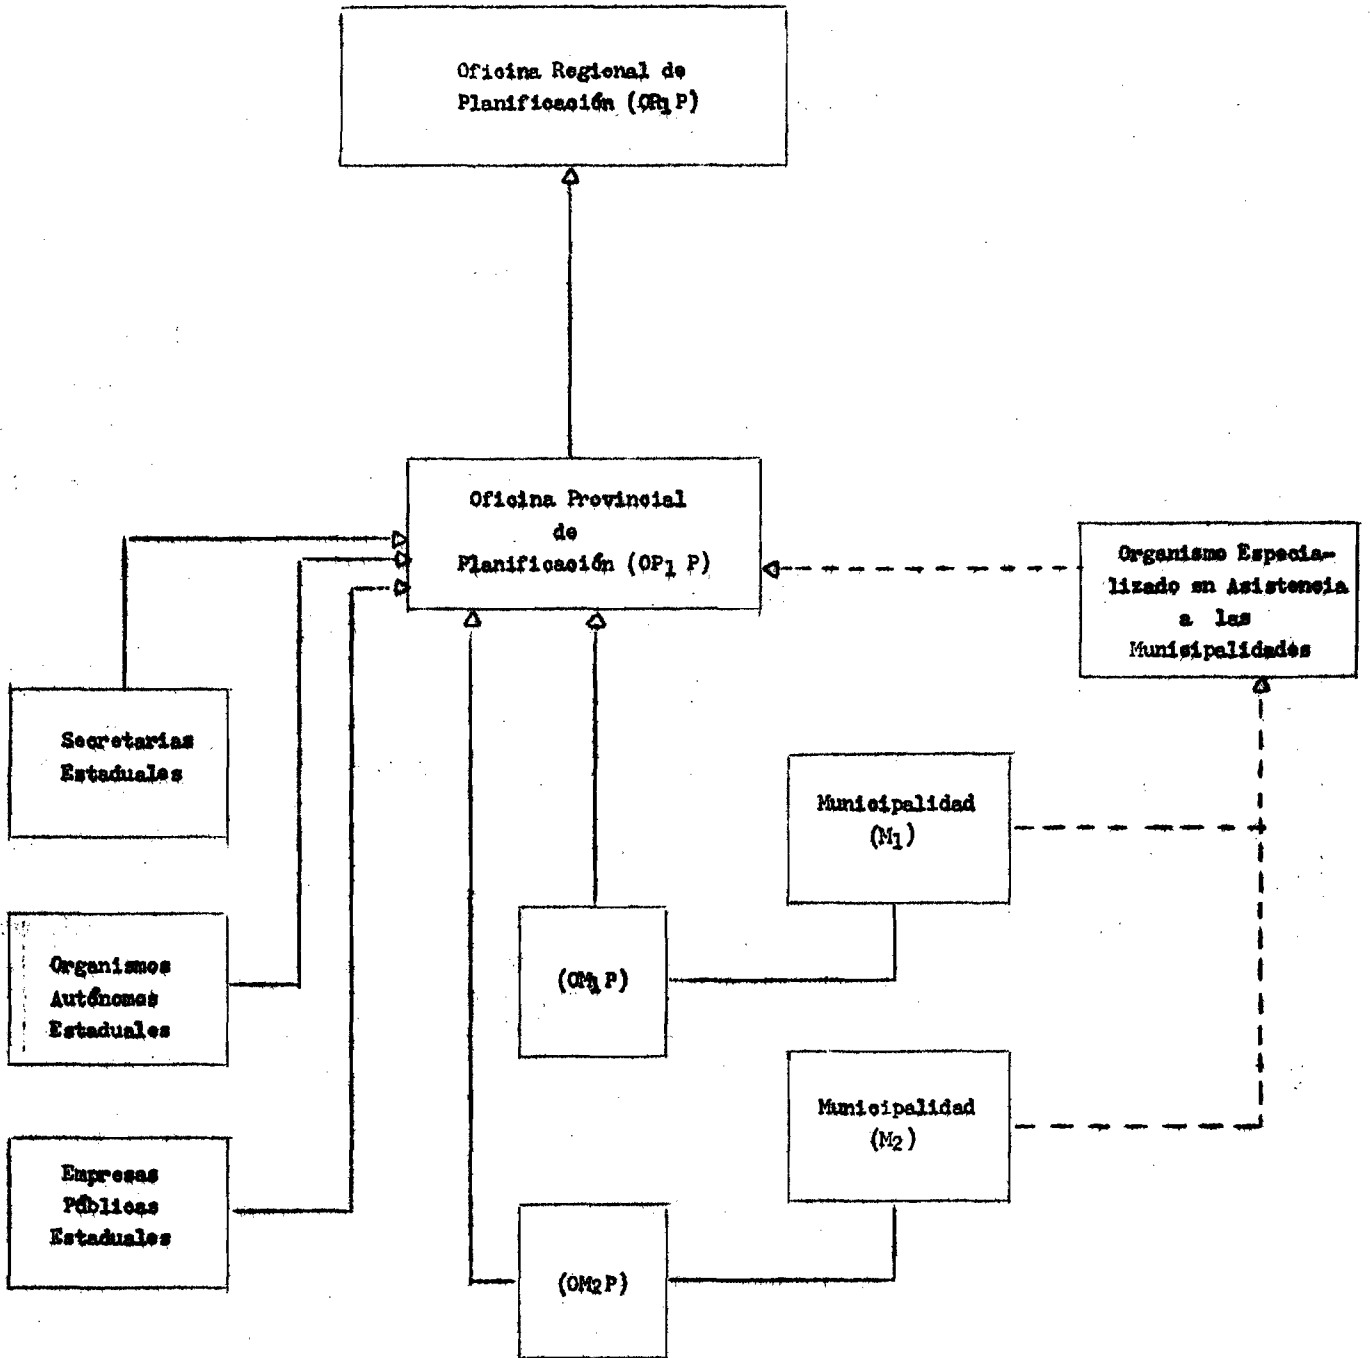 Oficina Regional de
Planificación (OR1 P)
Oficina Provincial
de
Planificación (OP1 P)
Organismo Especia-
lizado en Asistencia
a las
Municipalidades
Secretarias
Estaduales
Municipalidad
(M1)
Organismos
Autónomos
Estaduales
(OM1 P)
Municipalidad
(M2)
Empresas
Públicas
Estaduales
(OM2 P)